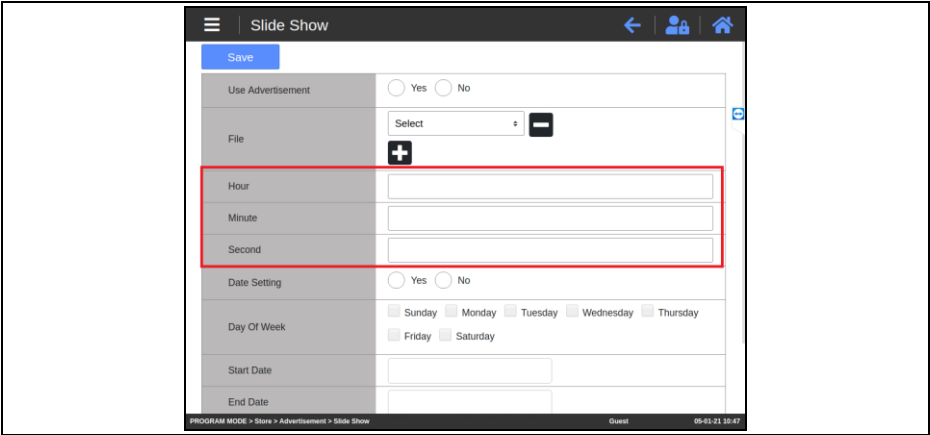 Slide Show
Save
Use Advertisement Yes No
File Select
Hour
Minute
Second
Date Setting Yes No
Day Of Week Sunday Monday Tuesday Wednesday Thursday
Friday Saturday
Start Date
End Date
PROGRAM MODE > Store > Advertisement > Slide Show Guest 05-01-21 10:47